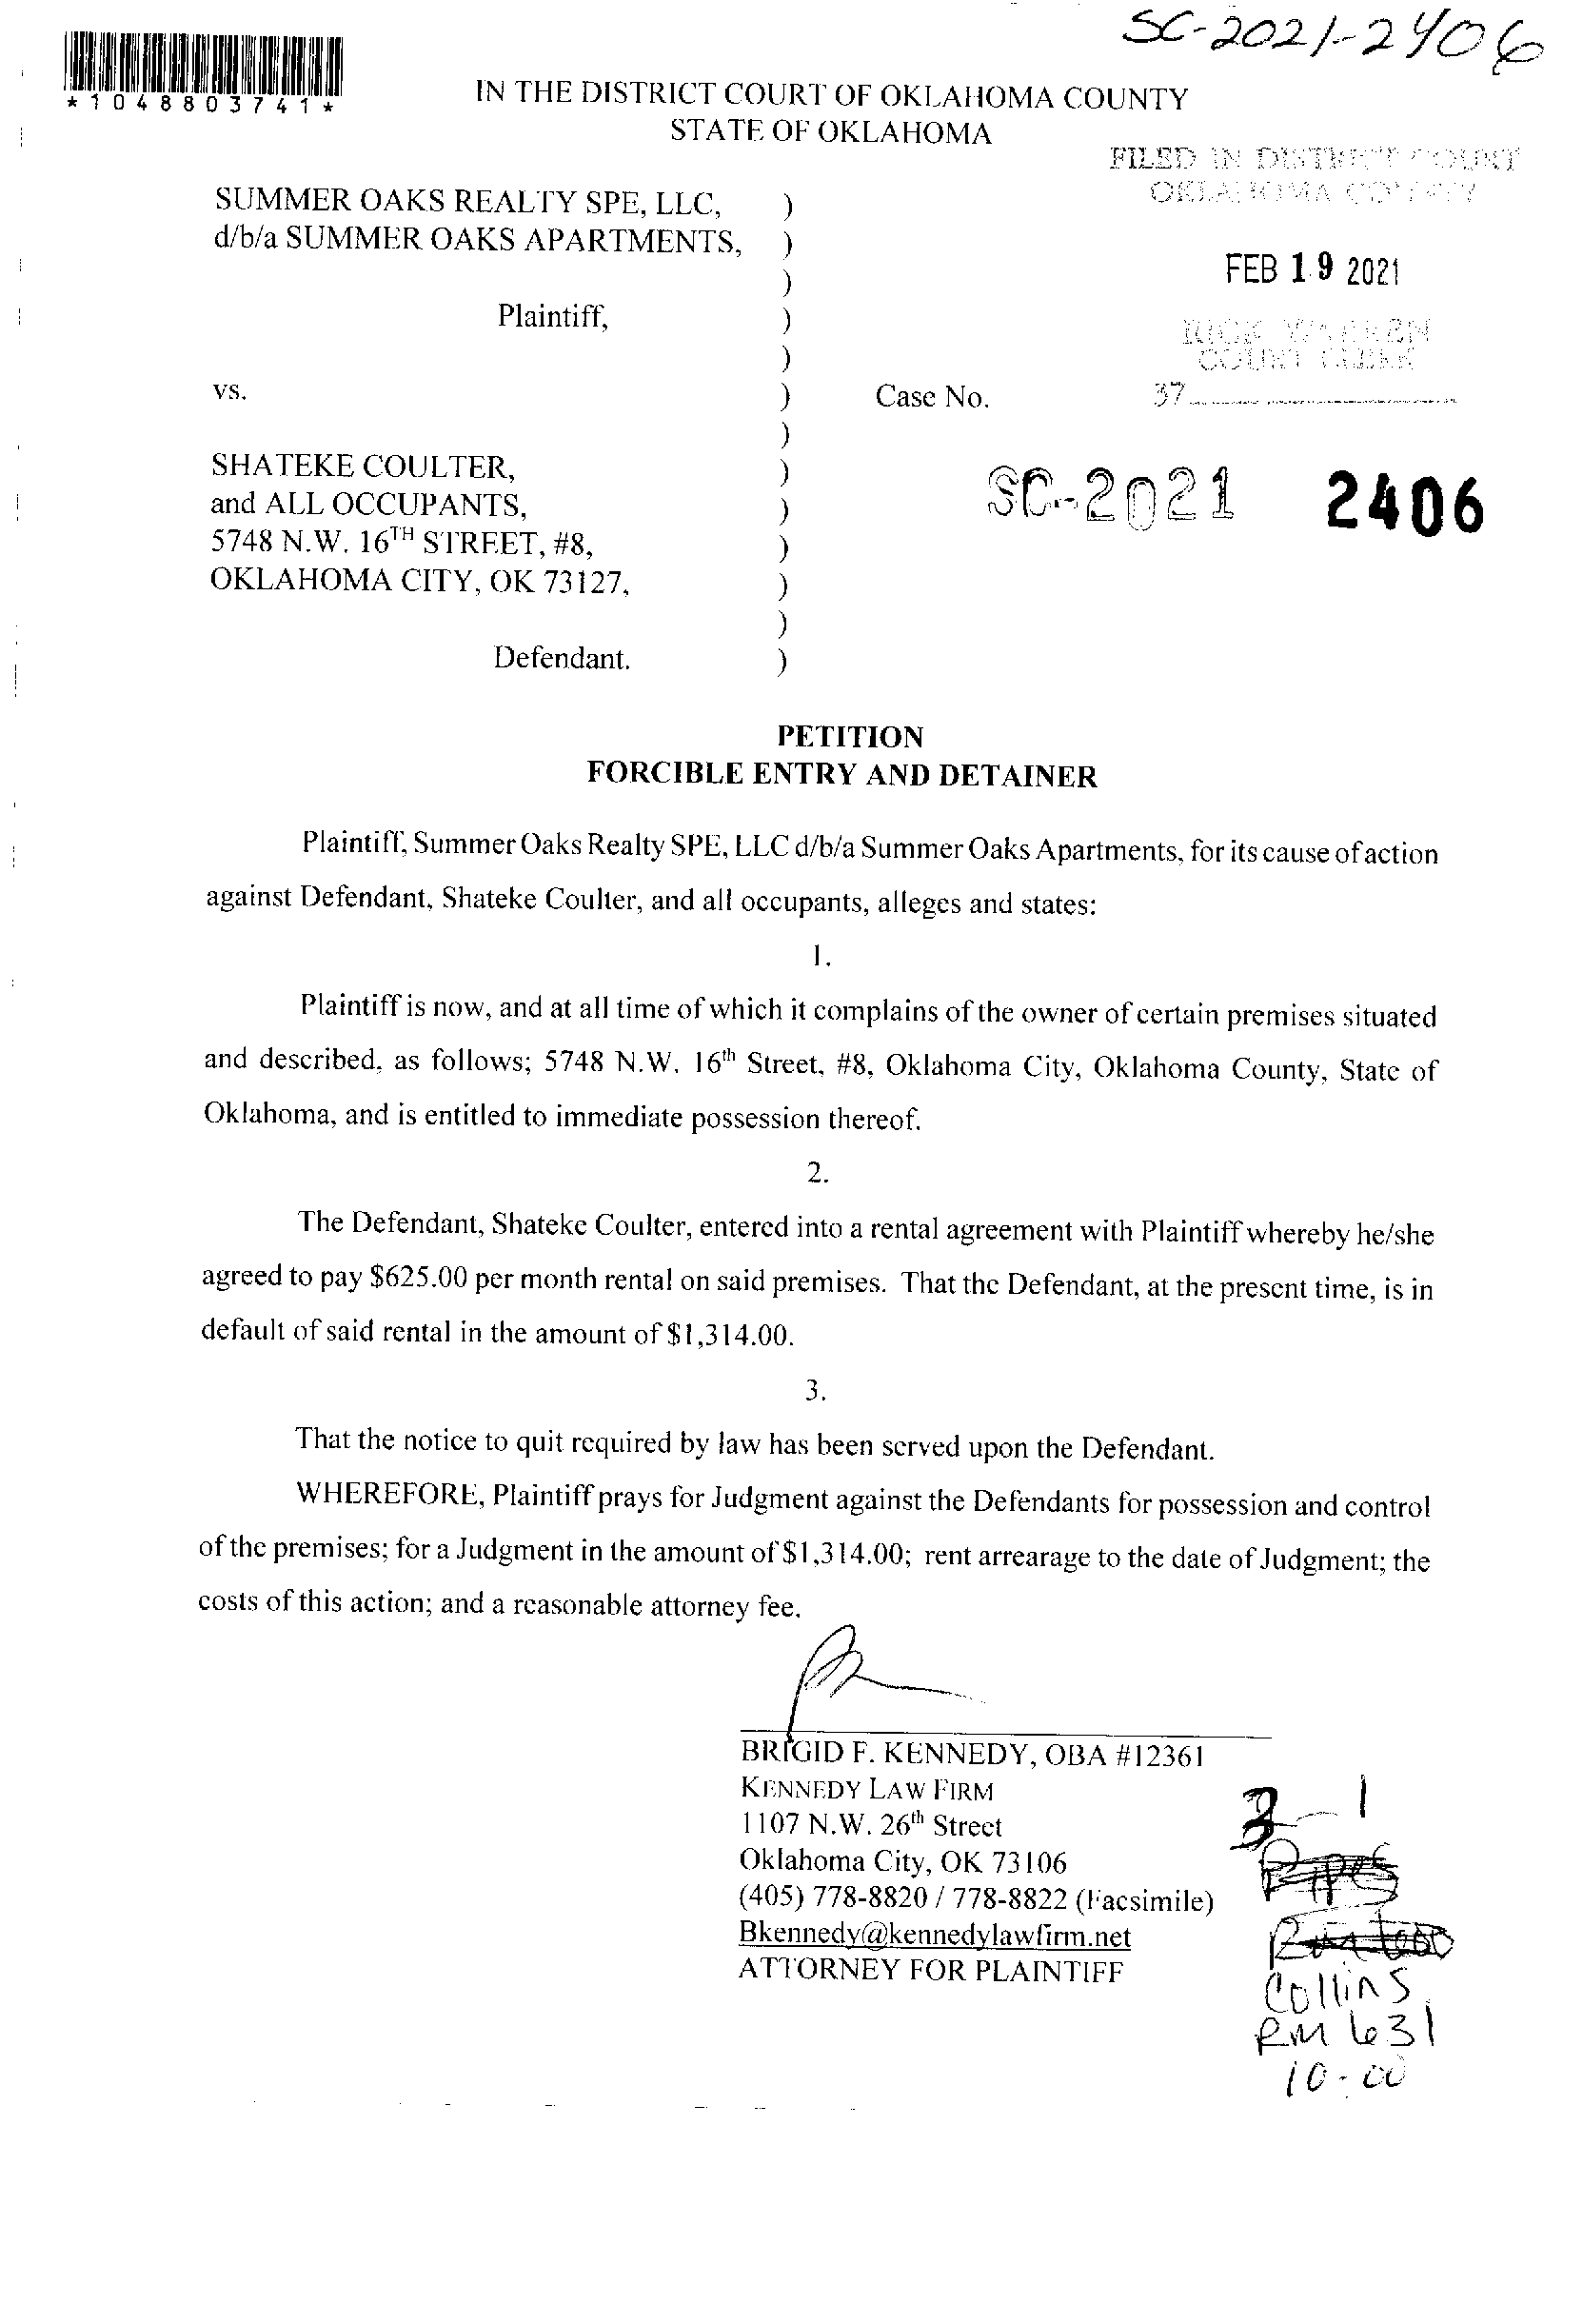 SC-2021-2406
*1048803741*
IN THE DISTRICT COURT OF OKLAHOMA COUNTY
STATE OF OKLAHOMA
FILED IN DISTRICT COURT
OKLAHOMA COUNTY
SUMMER OAKS REALTY SPE, LLC, )
d/b/a SUMMER OAKS APARTMENTS, )
)
FEB 19 2021
Plaintiff, )
RICK WARREN
COURT CLERK
)
vs. ) Case No.
37
)
SHATEKE COULTER, )
and ALL OCCUPANTS, )
SC-2021 2406
5748 N.W. 16TH STREET, #8, )
OKLAHOMA CITY, OK 73127, )
)
Defendant. )
PETITION
FORCIBLE ENTRY AND DETAINER
Plaintiff, Summer Oaks Realty SPE, LLC d/b/a Summer Oaks Apartments, for its cause of action
against Defendant, Shateke Coulter, and all occupants, alleges and states:
1.
Plaintiff is now, and at all time of which it complains of the owner of certain premises situated
and described, as follows; 5748 N.W. 16th Street, #8, Oklahoma City, Oklahoma County, State of
Oklahoma, and is entitled to immediate possession thereof.
2.
The Defendant, Shateke Coulter, entered into a rental agreement with Plaintiff whereby he/she
agreed to pay $625.00 per month rental on said premises. That the Defendant, at the present time, is in
default of said rental in the amount of $1,314.00.
3.
That the notice to quit required by law has been served upon the Defendant.
WHEREFORE, Plaintiff prays for Judgment against the Defendants for possession and control
of the premises; for a Judgment in the amount of $1,314.00; rent arrearage to the date of Judgment; the
costs of this action; and a reasonable attorney fee.
BRIGID F. KENNEDY, OBA #12361
KENNEDY LAW FIRM
1107 N.W. 26th Street
Oklahoma City, OK 73106
(405) 778-8820 / 778-8822 (Facsimile)
Bkennedy@kennedylawfirm.net
ATTORNEY FOR PLAINTIFF
3-1
Collins
RM 631
10-00